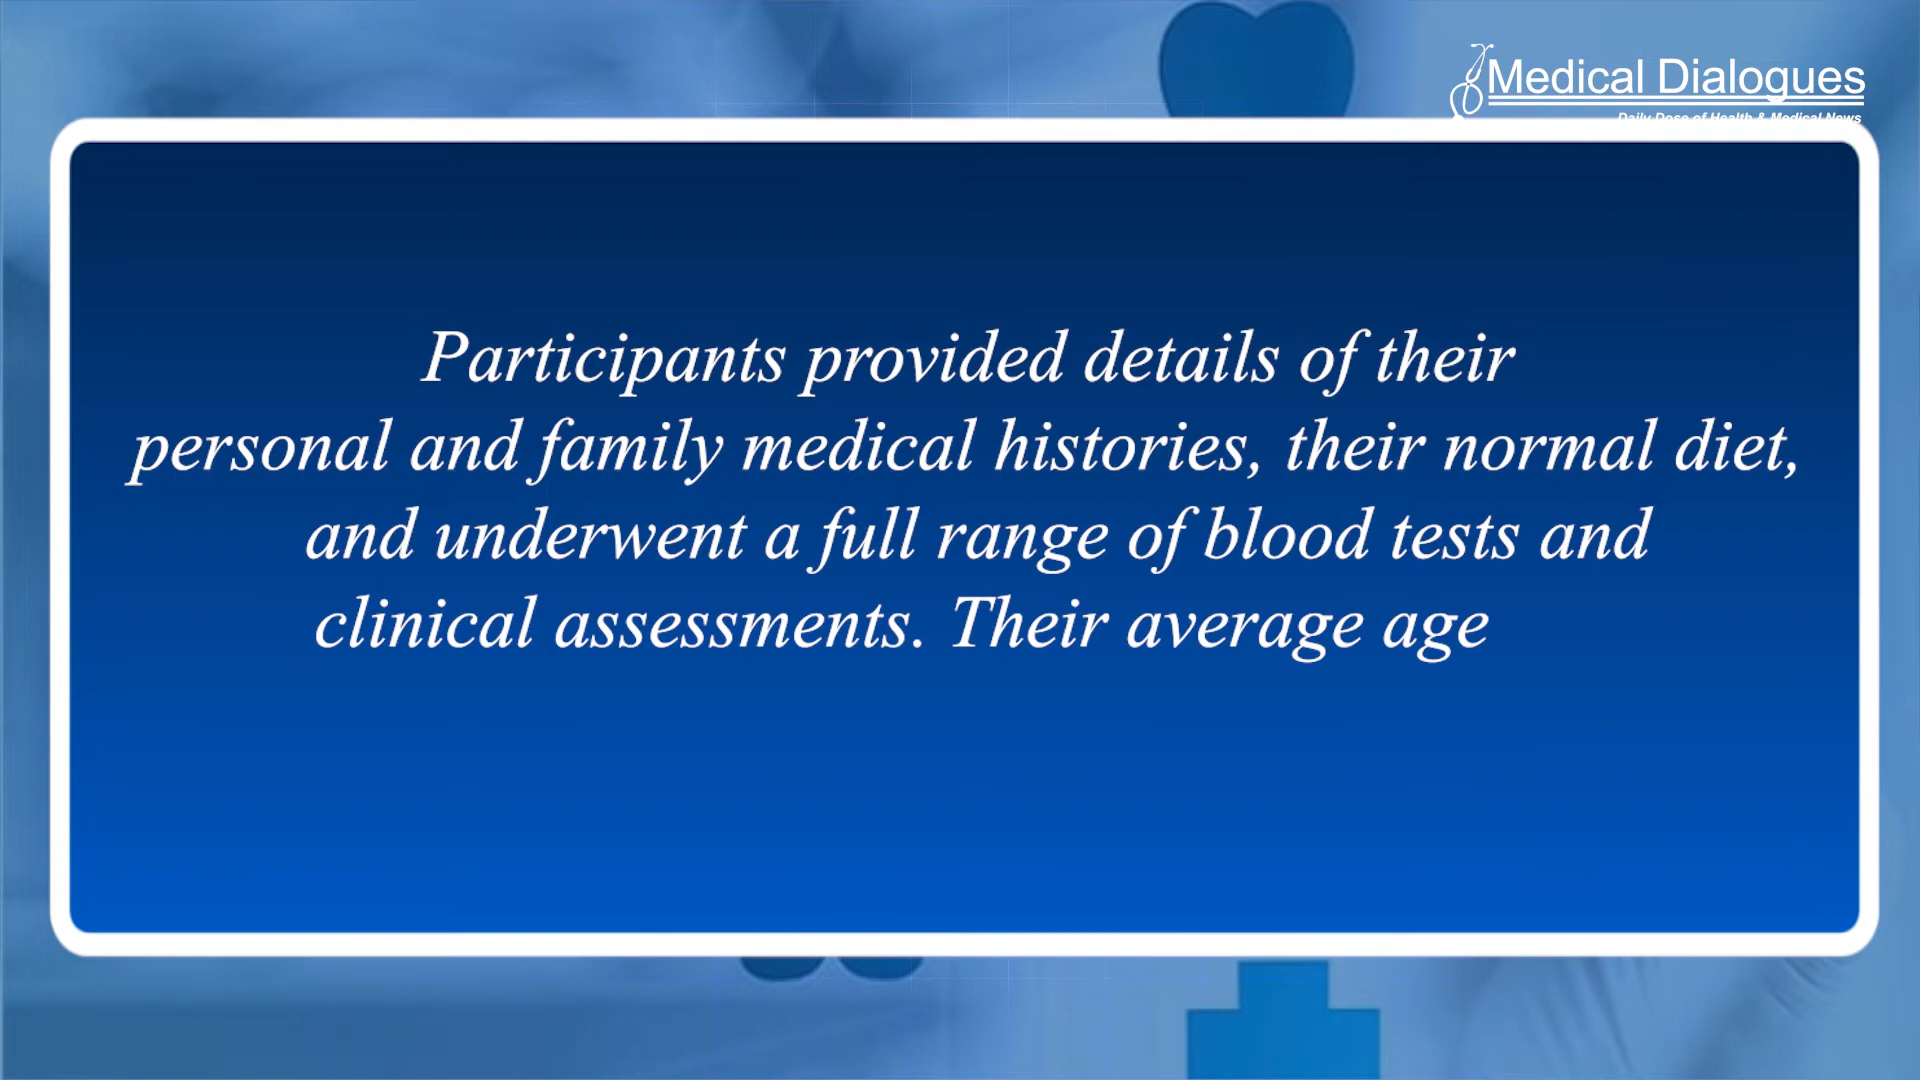 Medical Dialogues
Daily Dose of Health & Medical News
Participants provided details of their
personal and family medical histories, their normal diet,
and underwent a full range of blood tests and
clinical assessments. Their average age